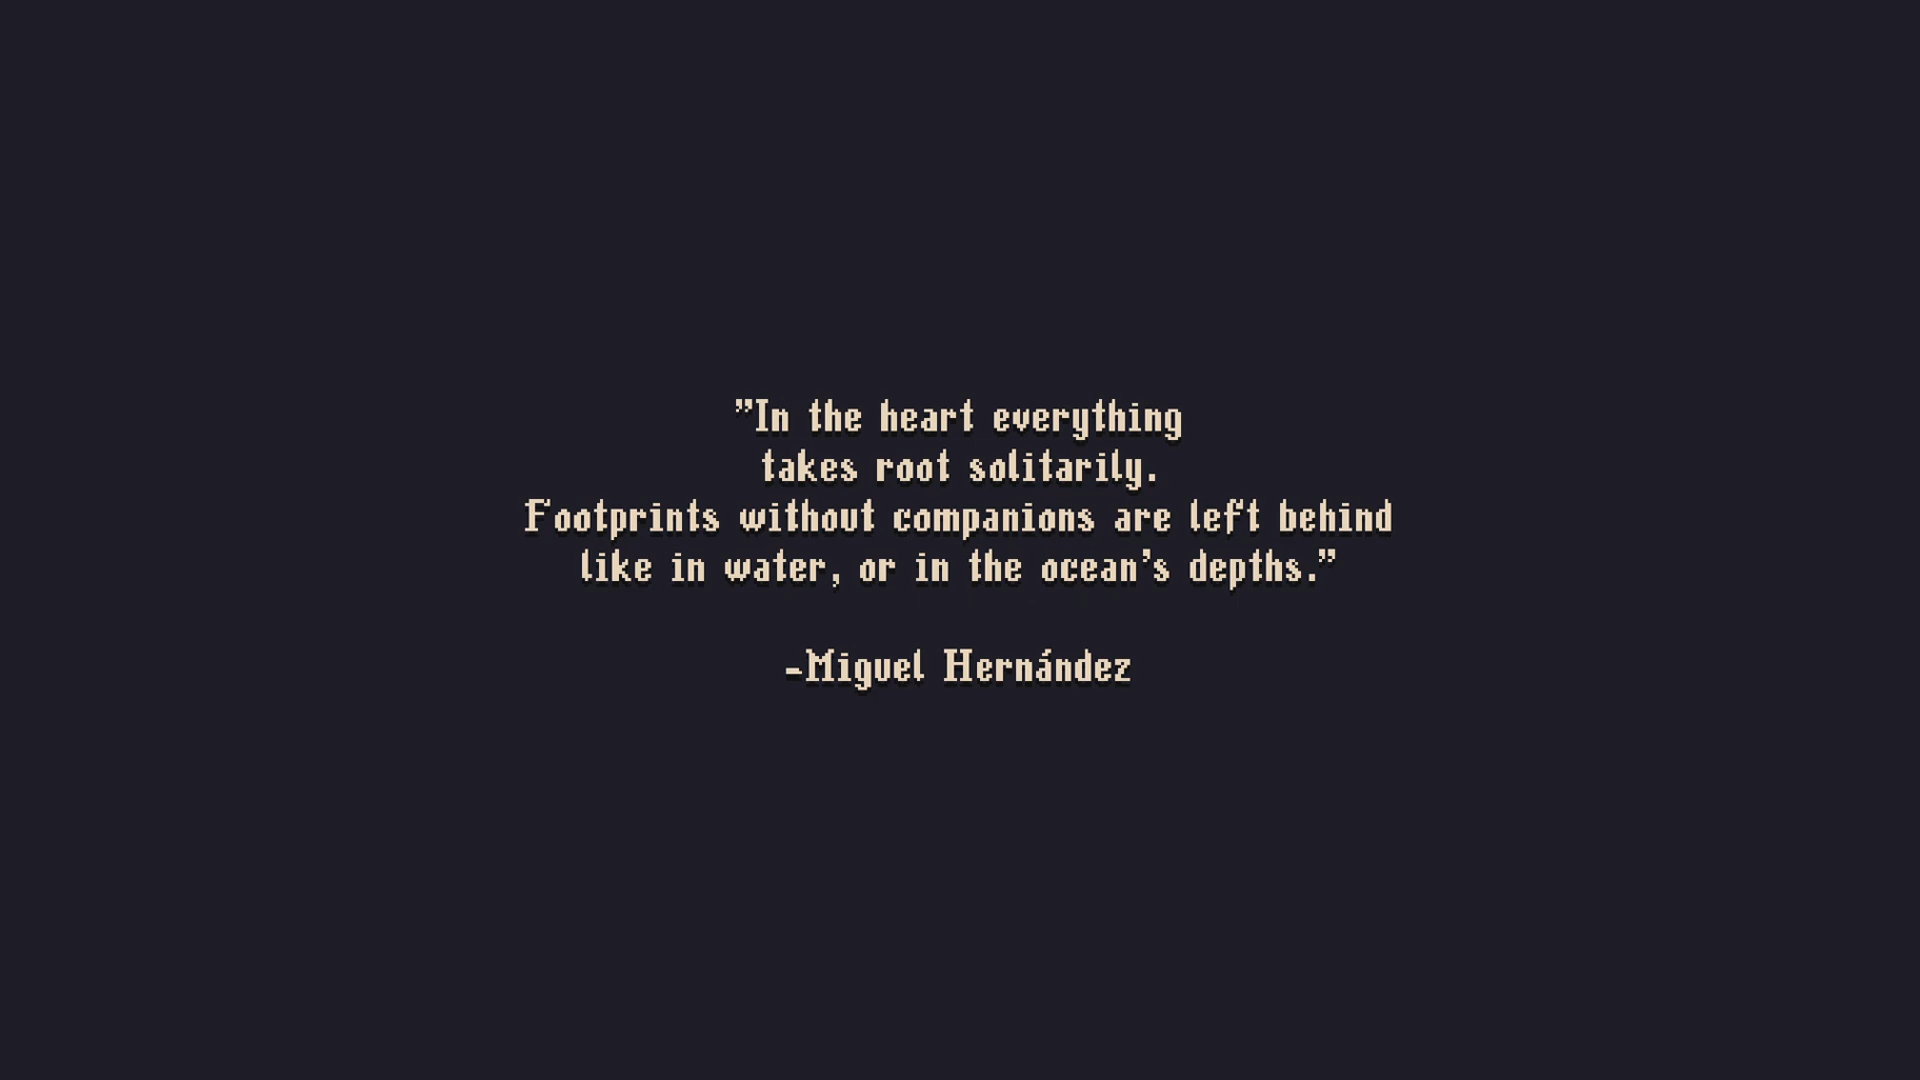 ”In the heart everything
takes root solitarily.
Footprints without companions are left behind
like in water, or in the ocean’s depths.”
-Miguel Hernández